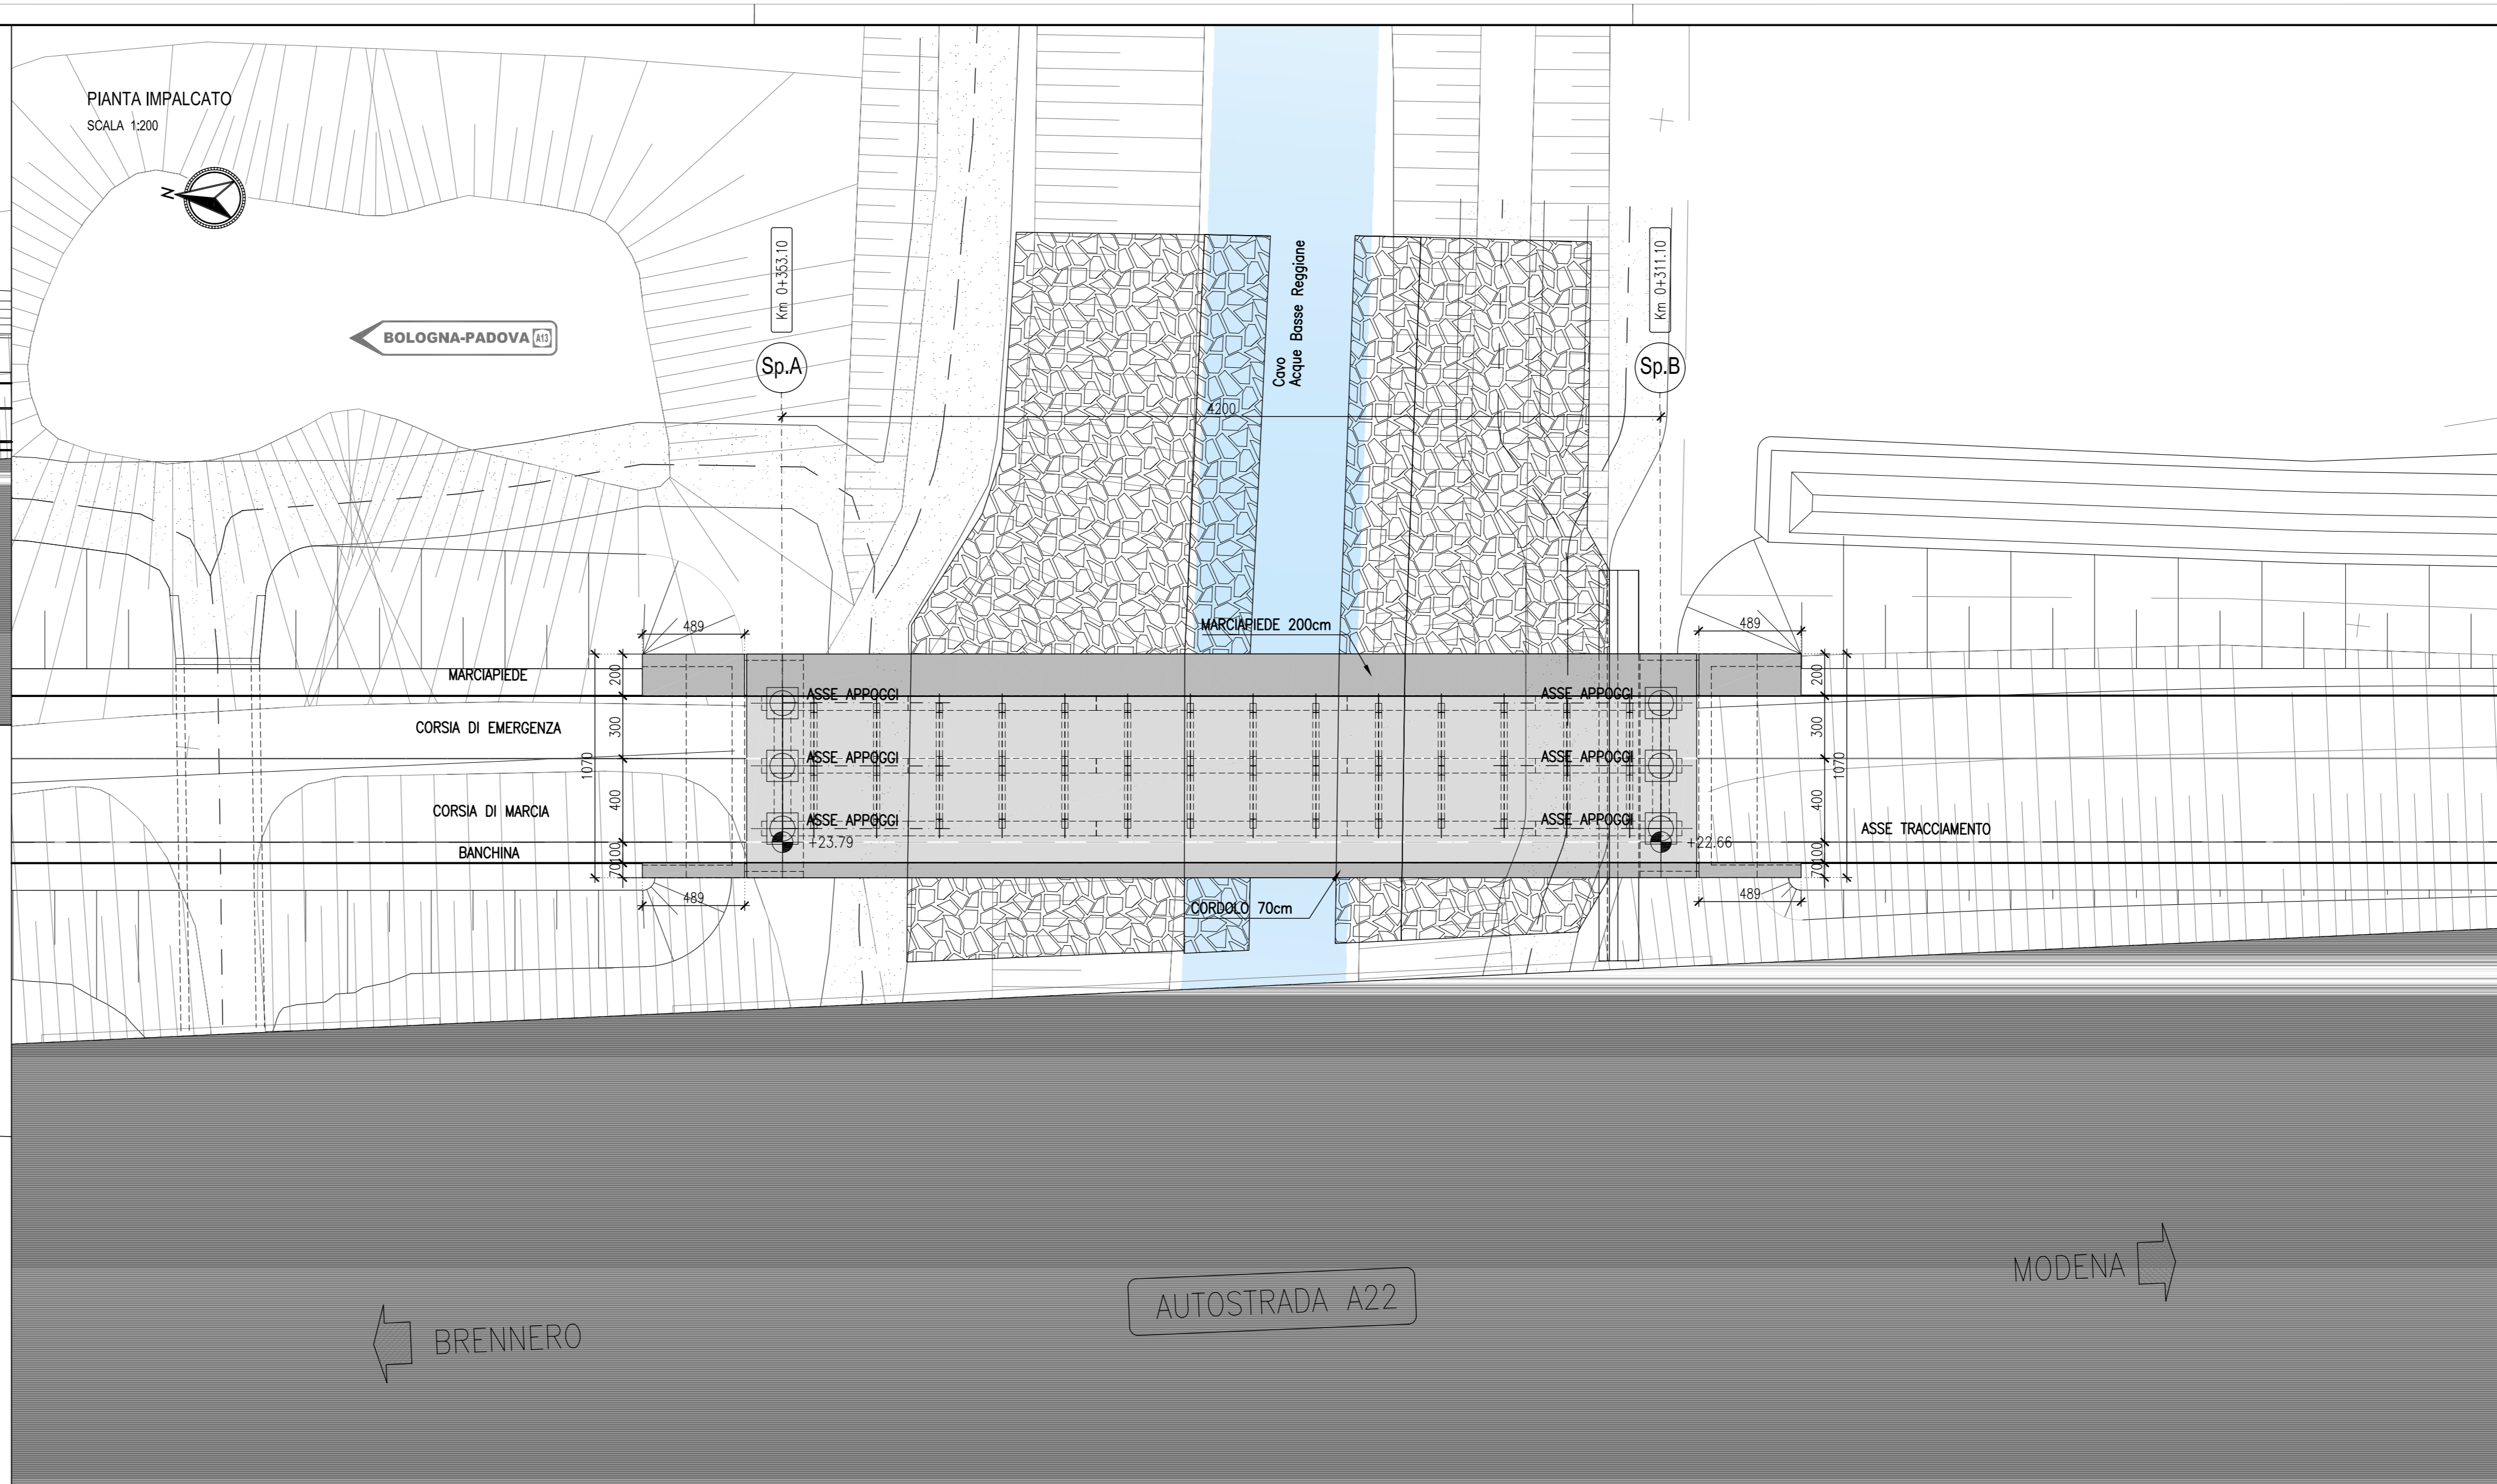 PIANTA IMPALCATO
SCALA 1:200
N
BOLOGNA-PADOVA A13
Km 0+353.10
Sp.A
Cavo
Acque Basse Reggiane
Km 0+311.10
Sp.B
4200
489
MARCIAPIEDE 200cm
489
MARCIAPIEDE
200
ASSE APPOGGI
ASSE APPOGGI
200
CORSIA DI EMERGENZA
300
1070
ASSE APPOGGI
ASSE APPOGGI
300
1070
CORSIA DI MARCIA
400
ASSE APPOGGI
ASSE APPOGGI
400
ASSE TRACCIAMENTO
BANCHINA
100
70
+23.79
+22.66
100
70
489
CORDOLO 70cm
489
MODENA
AUTOSTRADA A22
BRENNERO